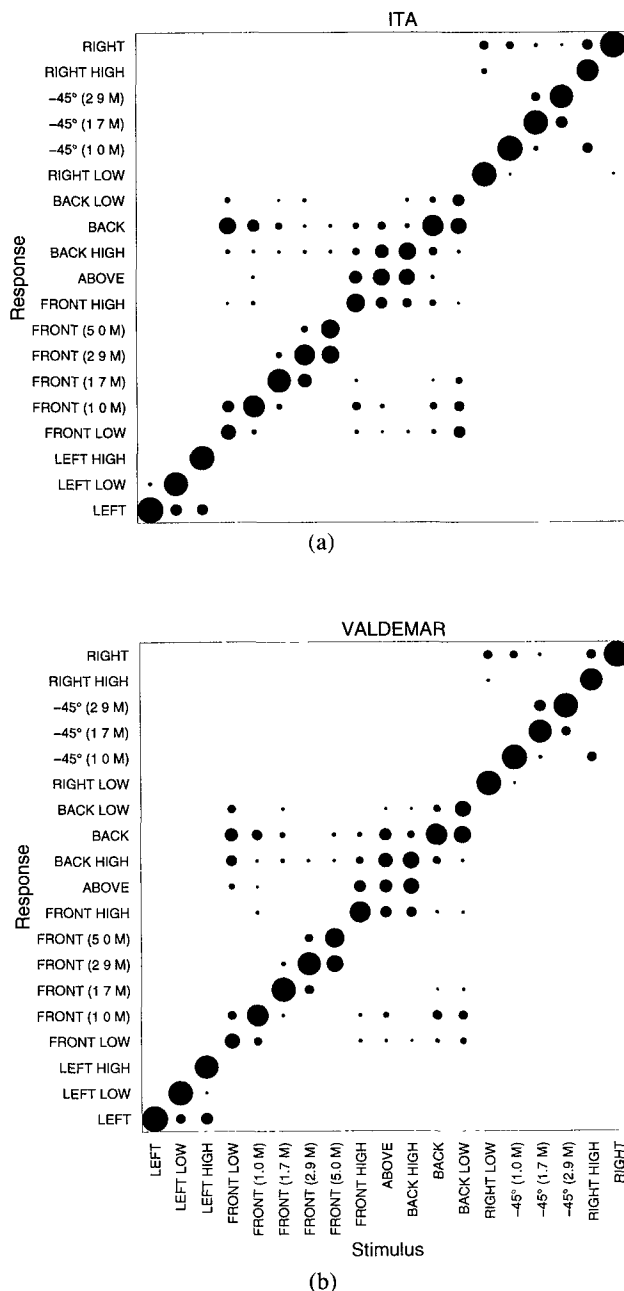 ITA
RIGHT
RIGHT HIGH
−45° (2 9 M)
−45° (1 7 M)
−45° (1 0 M)
RIGHT LOW
BACK LOW
BACK
BACK HIGH
ABOVE
FRONT HIGH
FRONT (5 0 M)
FRONT (2 9 M)
FRONT (1 7 M)
FRONT (1 0 M)
FRONT LOW
LEFT HIGH
LEFT LOW
LEFT
Response
(a)
VALDEMAR
RIGHT
RIGHT HIGH
−45° (2 9 M)
−45° (1 7 M)
−45° (1 0 M)
RIGHT LOW
BACK LOW
BACK
BACK HIGH
ABOVE
FRONT HIGH
FRONT (5 0 M)
FRONT (2 9 M)
FRONT (1 7 M)
FRONT (1 0 M)
FRONT LOW
LEFT HIGH
LEFT LOW
LEFT
Response
LEFT
LEFT LOW
LEFT HIGH
FRONT LOW
FRONT (1.0 M)
FRONT (1.7 M)
FRONT (2.9 M)
FRONT (5.0 M)
FRONT HIGH
ABOVE
BACK HIGH
BACK
BACK LOW
RIGHT LOW
−45° (1.0 M)
−45° (1.7 M)
−45° (2.9 M)
RIGHT HIGH
RIGHT
Stimulus
(b)